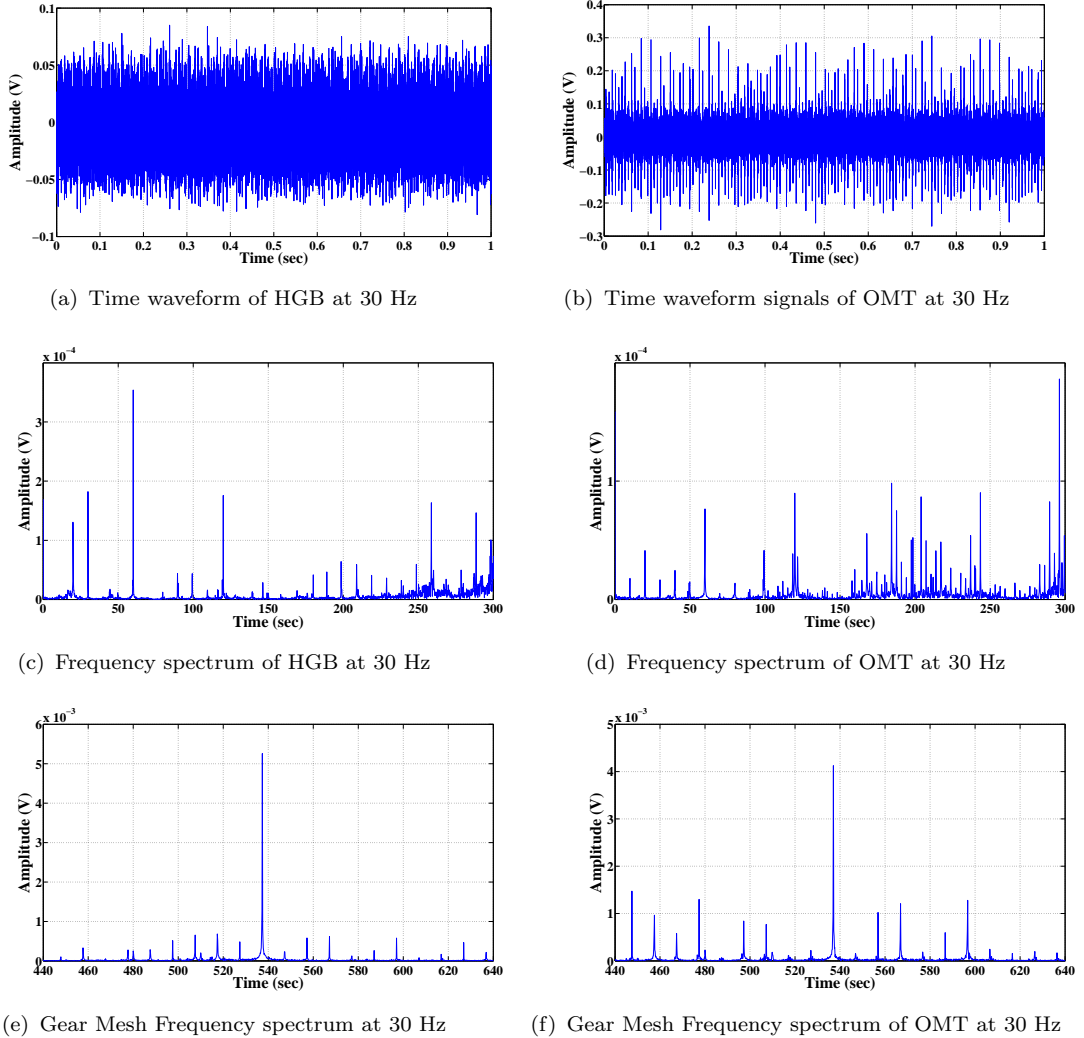 0.1
0.05
0
−0.05
−0.1
Amplitude (V)
0 0.1 0.2 0.3 0.4 0.5 0.6 0.7 0.8 0.9 1
Time (sec)
(a) Time waveform of HGB at 30 Hz
0.4
0.3
0.2
0.1
0
−0.1
−0.2
−0.3
Amplitude (V)
0 0.1 0.2 0.3 0.4 0.5 0.6 0.7 0.8 0.9 1
Time (sec)
(b) Time waveform signals of OMT at 30 Hz
x 10⁻⁴
3
2
1
0
Amplitude (V)
0 50 100 150 200 250 300
Time (sec)
(c) Frequency spectrum of HGB at 30 Hz
x 10⁻⁴
1
0
Amplitude (V)
0 50 100 150 200 250 300
Time (sec)
(d) Frequency spectrum of OMT at 30 Hz
x 10⁻³
6
5
4
3
2
1
0
Amplitude (V)
440 460 480 500 520 540 560 580 600 620 640
Time (sec)
(e) Gear Mesh Frequency spectrum at 30 Hz
x 10⁻³
5
4
3
2
1
0
Amplitude (V)
440 460 480 500 520 540 560 580 600 620 640
Time (sec)
(f) Gear Mesh Frequency spectrum of OMT at 30 Hz